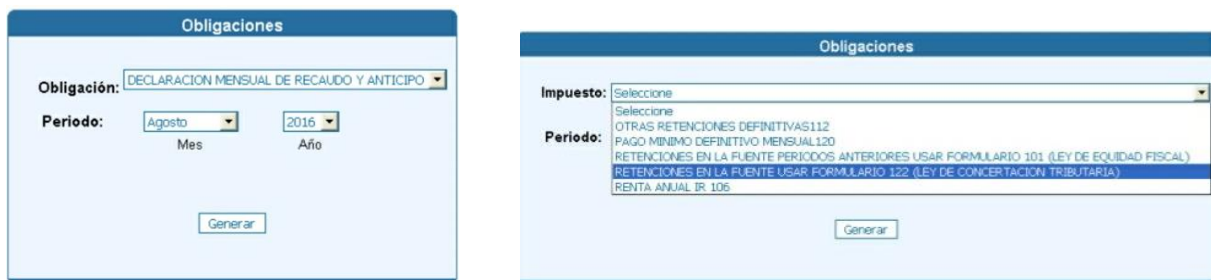 Obligaciones
Obligación: DECLARACION MENSUAL DE RECAUDO Y ANTICIPO
Periodo: Agosto 2016
Mes Año
Generar
Obligaciones
Impuesto: Seleccione
Seleccione
OTRAS RETENCIONES DEFINITIVAS112
Periodo: PAGO MINIMO DEFINITIVO MENSUAL120
RETENCIONES EN LA FUENTE PERIODOS ANTERIORES USAR FORMULARIO 101 (LEY DE EQUIDAD FISCAL)
RETENCIONES EN LA FUENTE USAR FORMULARIO 122 (LEY DE CONCERTACION TRIBUTARIA)
RENTA ANUAL IR 106
Generar